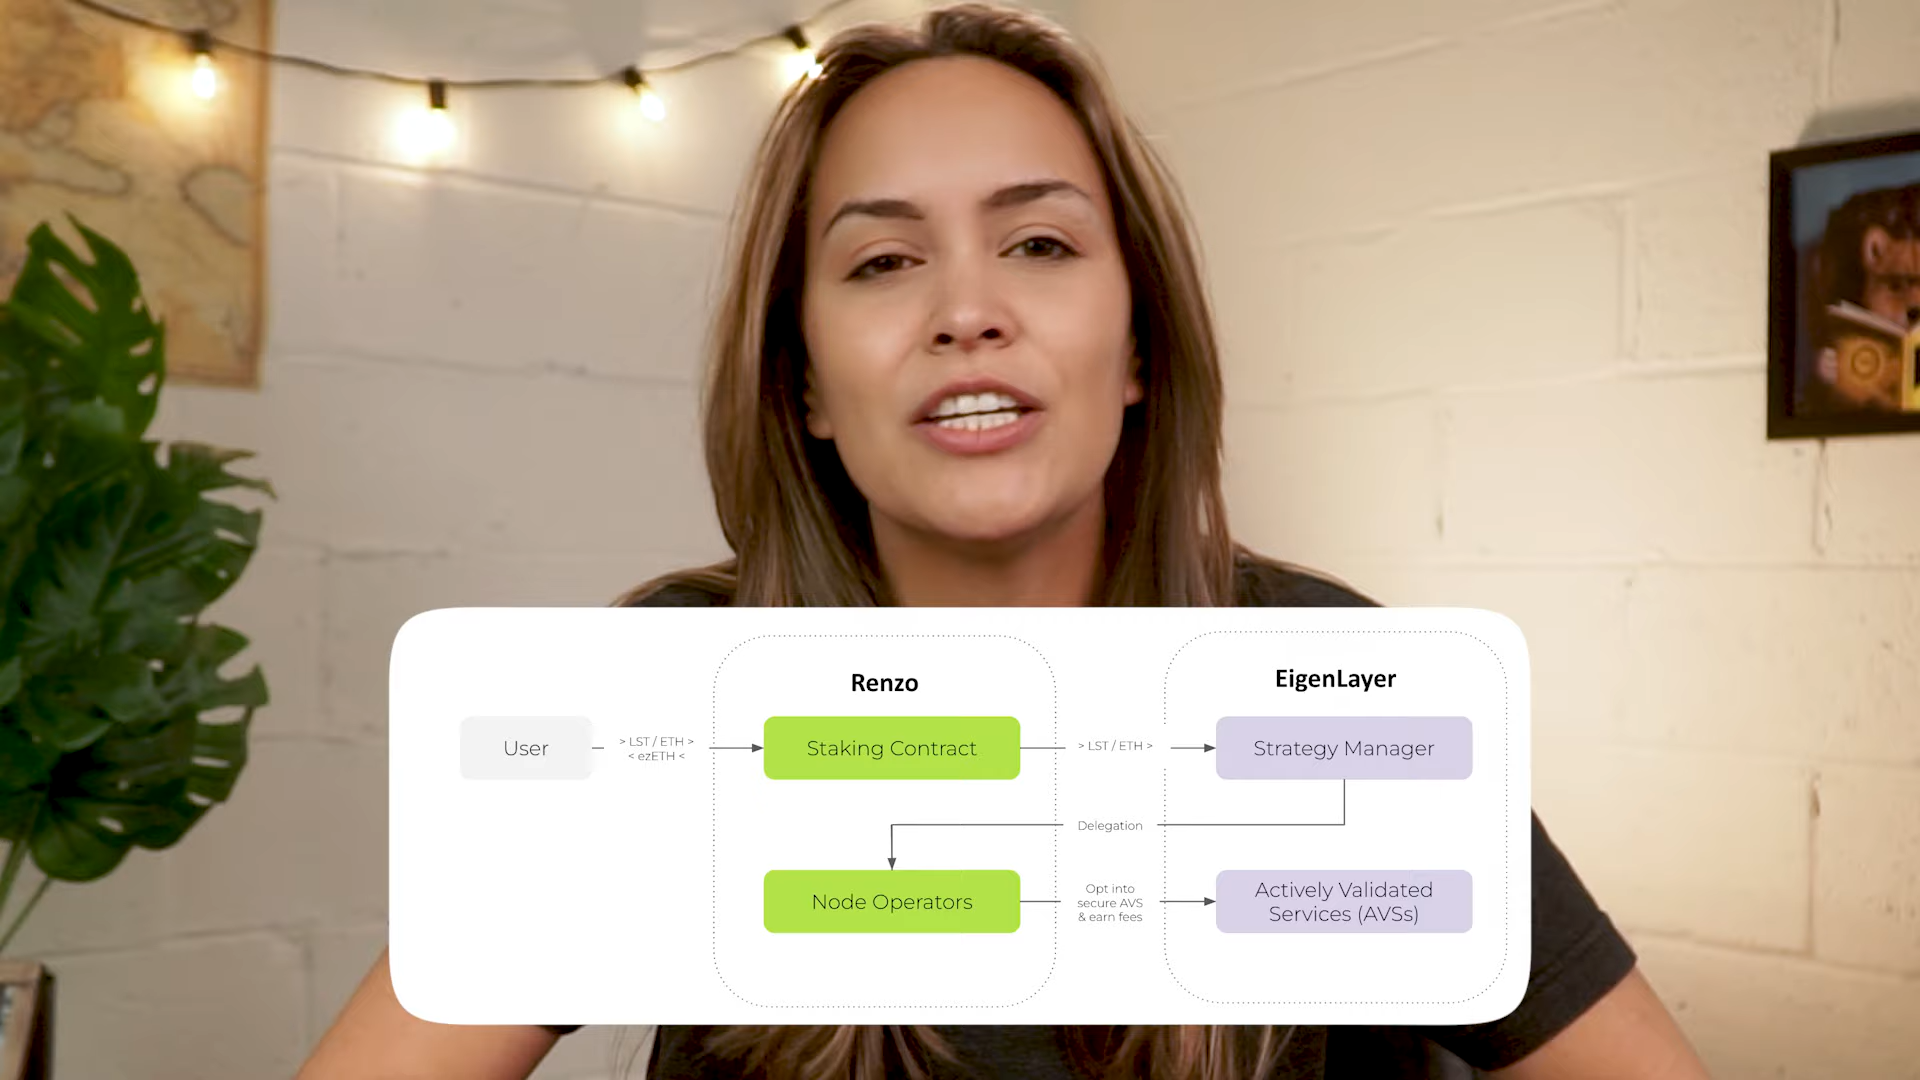 Renzo
EigenLayer
User
> LST / ETH >
< ezETH <
Staking Contract
> LST / ETH >
Strategy Manager
Delegation
Node Operators
Opt into
secure AVS
& earn fees
Actively Validated
Services (AVSs)